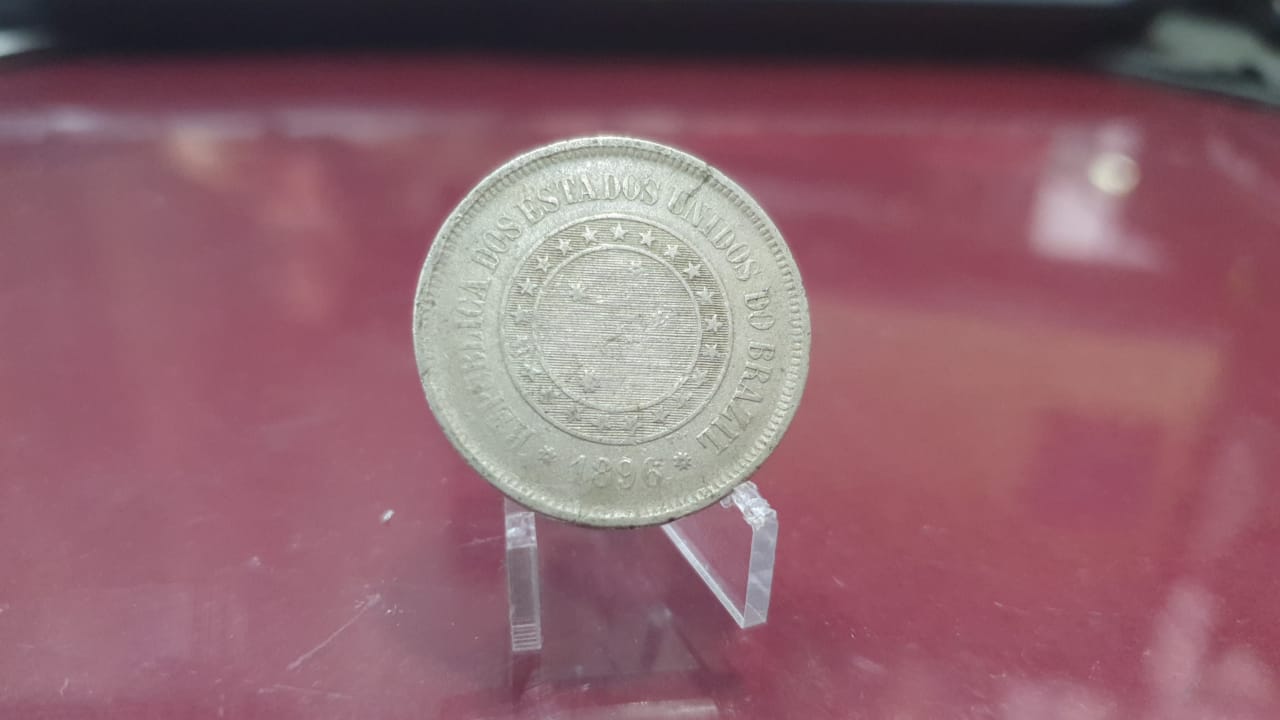 REPUBLICA DOS ESTADOS UNIDOS DO BRAZIL
* 1896 *